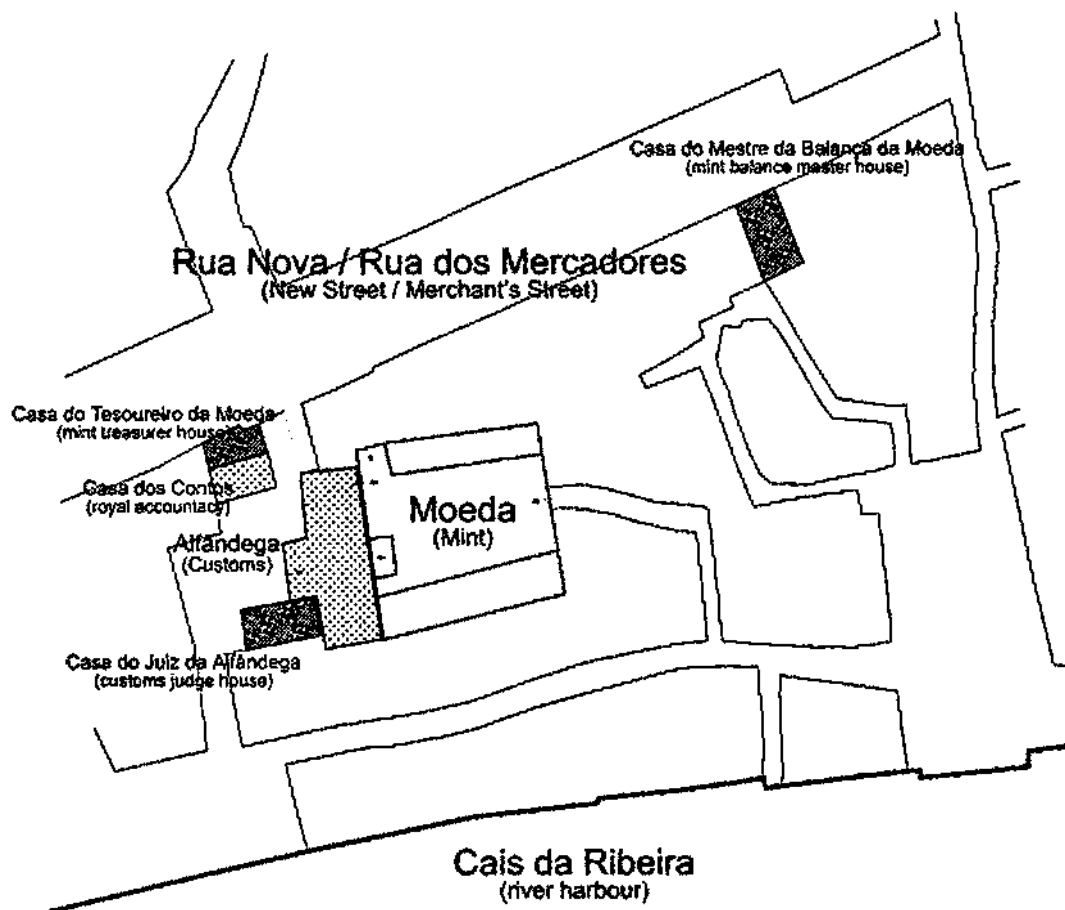 Casa do Mestre da Balança da Moeda
(mint balance master house)
Rua Nova / Rua dos Mercadores
(New Street / Merchant's Street)
Casa do Tesoureiro da Moeda
(mint treasurer house)
Casa dos Contos
(royal accountacy)
Moeda
(Mint)
Alfândega
(Customs)
Casa do Juiz da Alfândega
(customs judge house)
Cais da Ribeira
(river harbour)